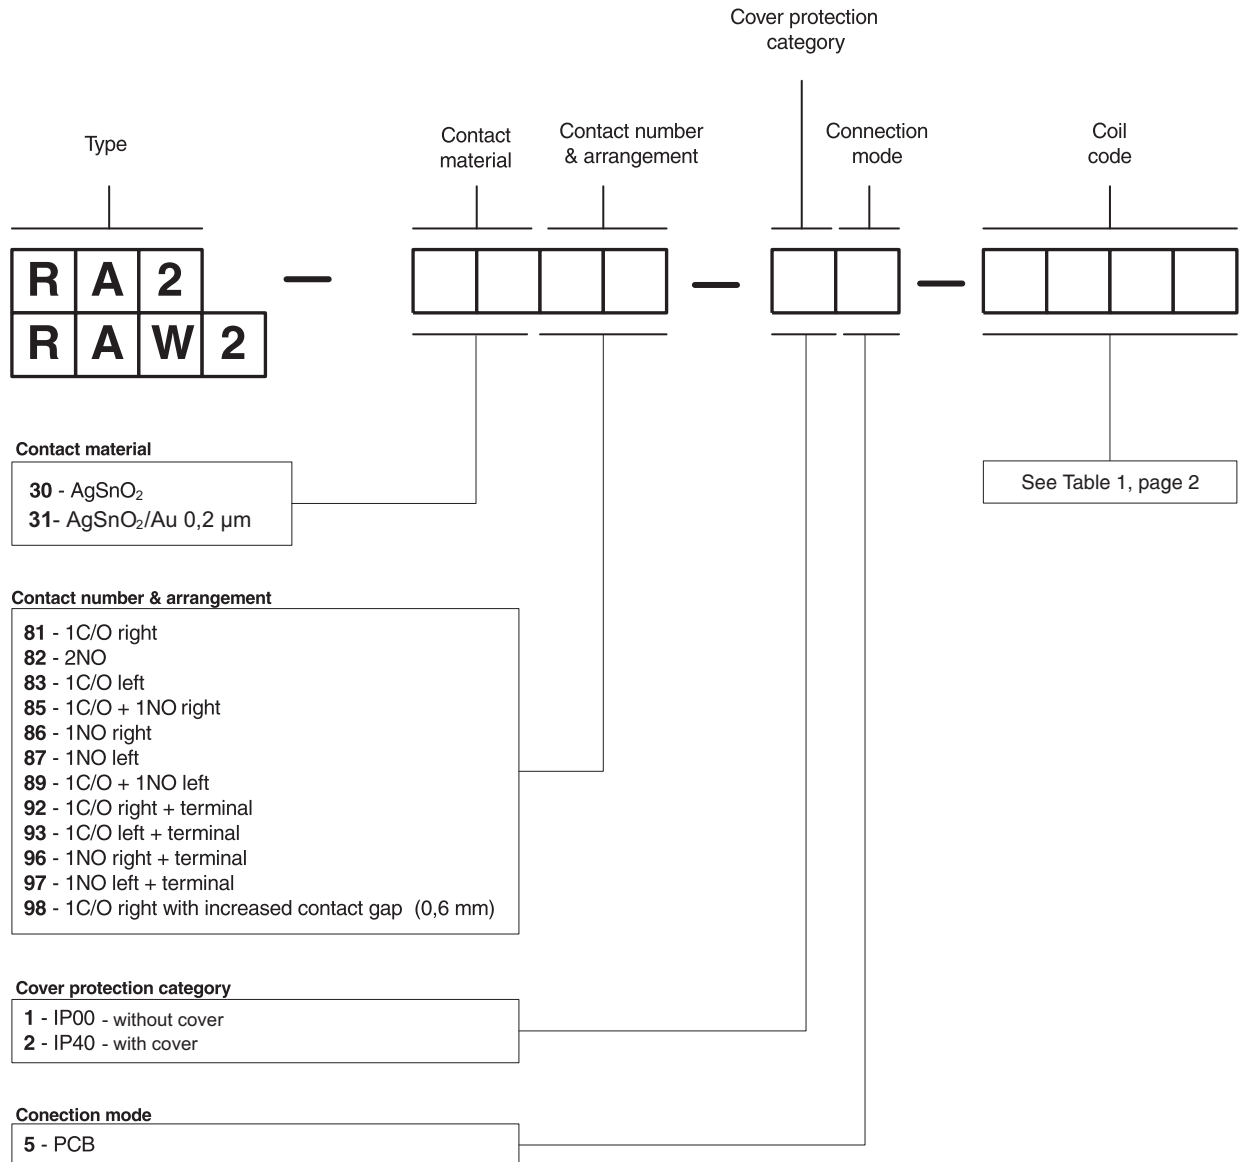 Cover protection
category
Type
Contact
material
Contact number
& arrangement
Connection
mode
Coil
code
R A 2
R A W 2
Contact material
30 - AgSnO₂
31- AgSnO₂/Au 0,2 µm
See Table 1, page 2
Contact number & arrangement
81 - 1C/O right
82 - 2NO
83 - 1C/O left
85 - 1C/O + 1NO right
86 - 1NO right
87 - 1NO left
89 - 1C/O + 1NO left
92 - 1C/O right + terminal
93 - 1C/O left + terminal
96 - 1NO right + terminal
97 - 1NO left + terminal
98 - 1C/O right with increased contact gap (0,6 mm)
Cover protection category
1 - IP00 - without cover
2 - IP40 - with cover
Conection mode
5 - PCB